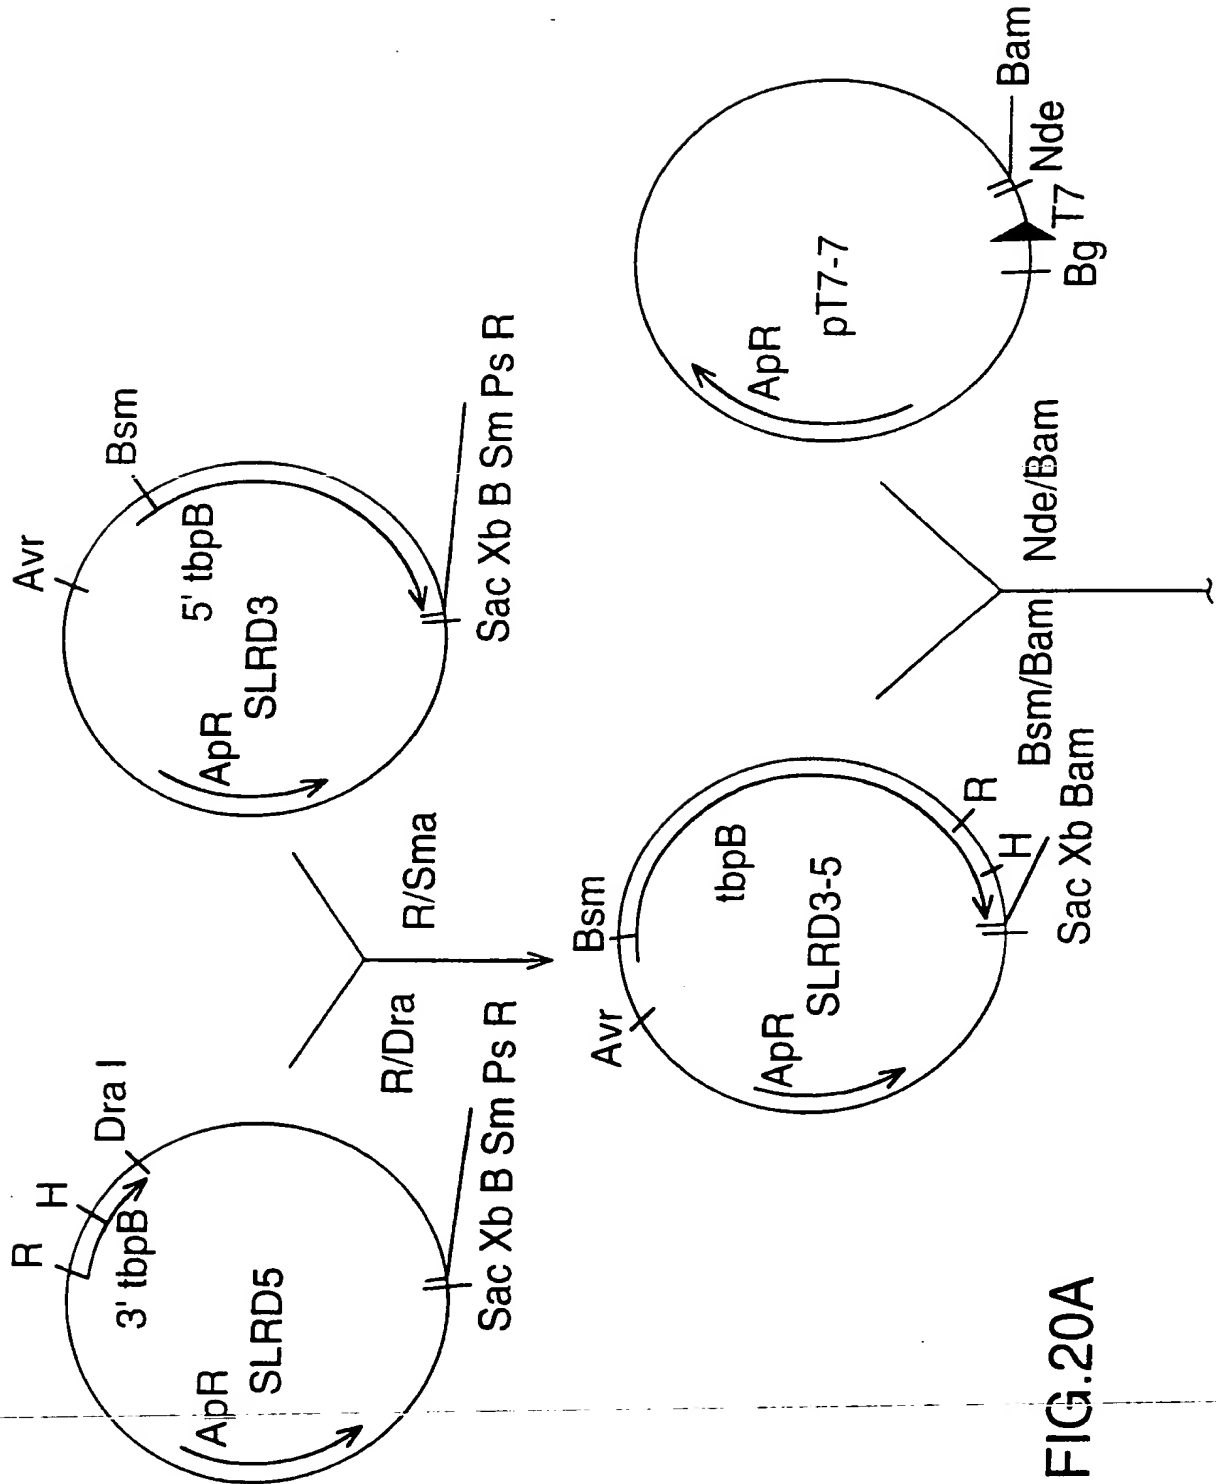 R
H
Dra I
3' tbpB
ApR
SLRD5
Sac Xb B Sm Ps R
Avr
Bsm
5' tbpB
ApR
SLRD3
Sac Xb B Sm Ps R
R/Dra
R/Sma
Avr
Bsm
tbpB
ApR
SLRD3-5
R
H
Sac Xb Bam
ApR
pT7-7
Bg
T7
Nde
Bam
Bsm/Bam
Nde/Bam
FIG.20A